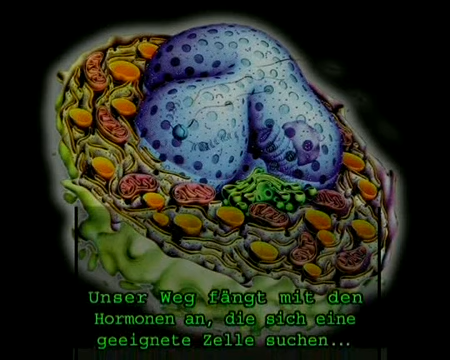 Unser Weg fängt mit den
Hormonen an, die sich eine
geeignete Zelle suchen...